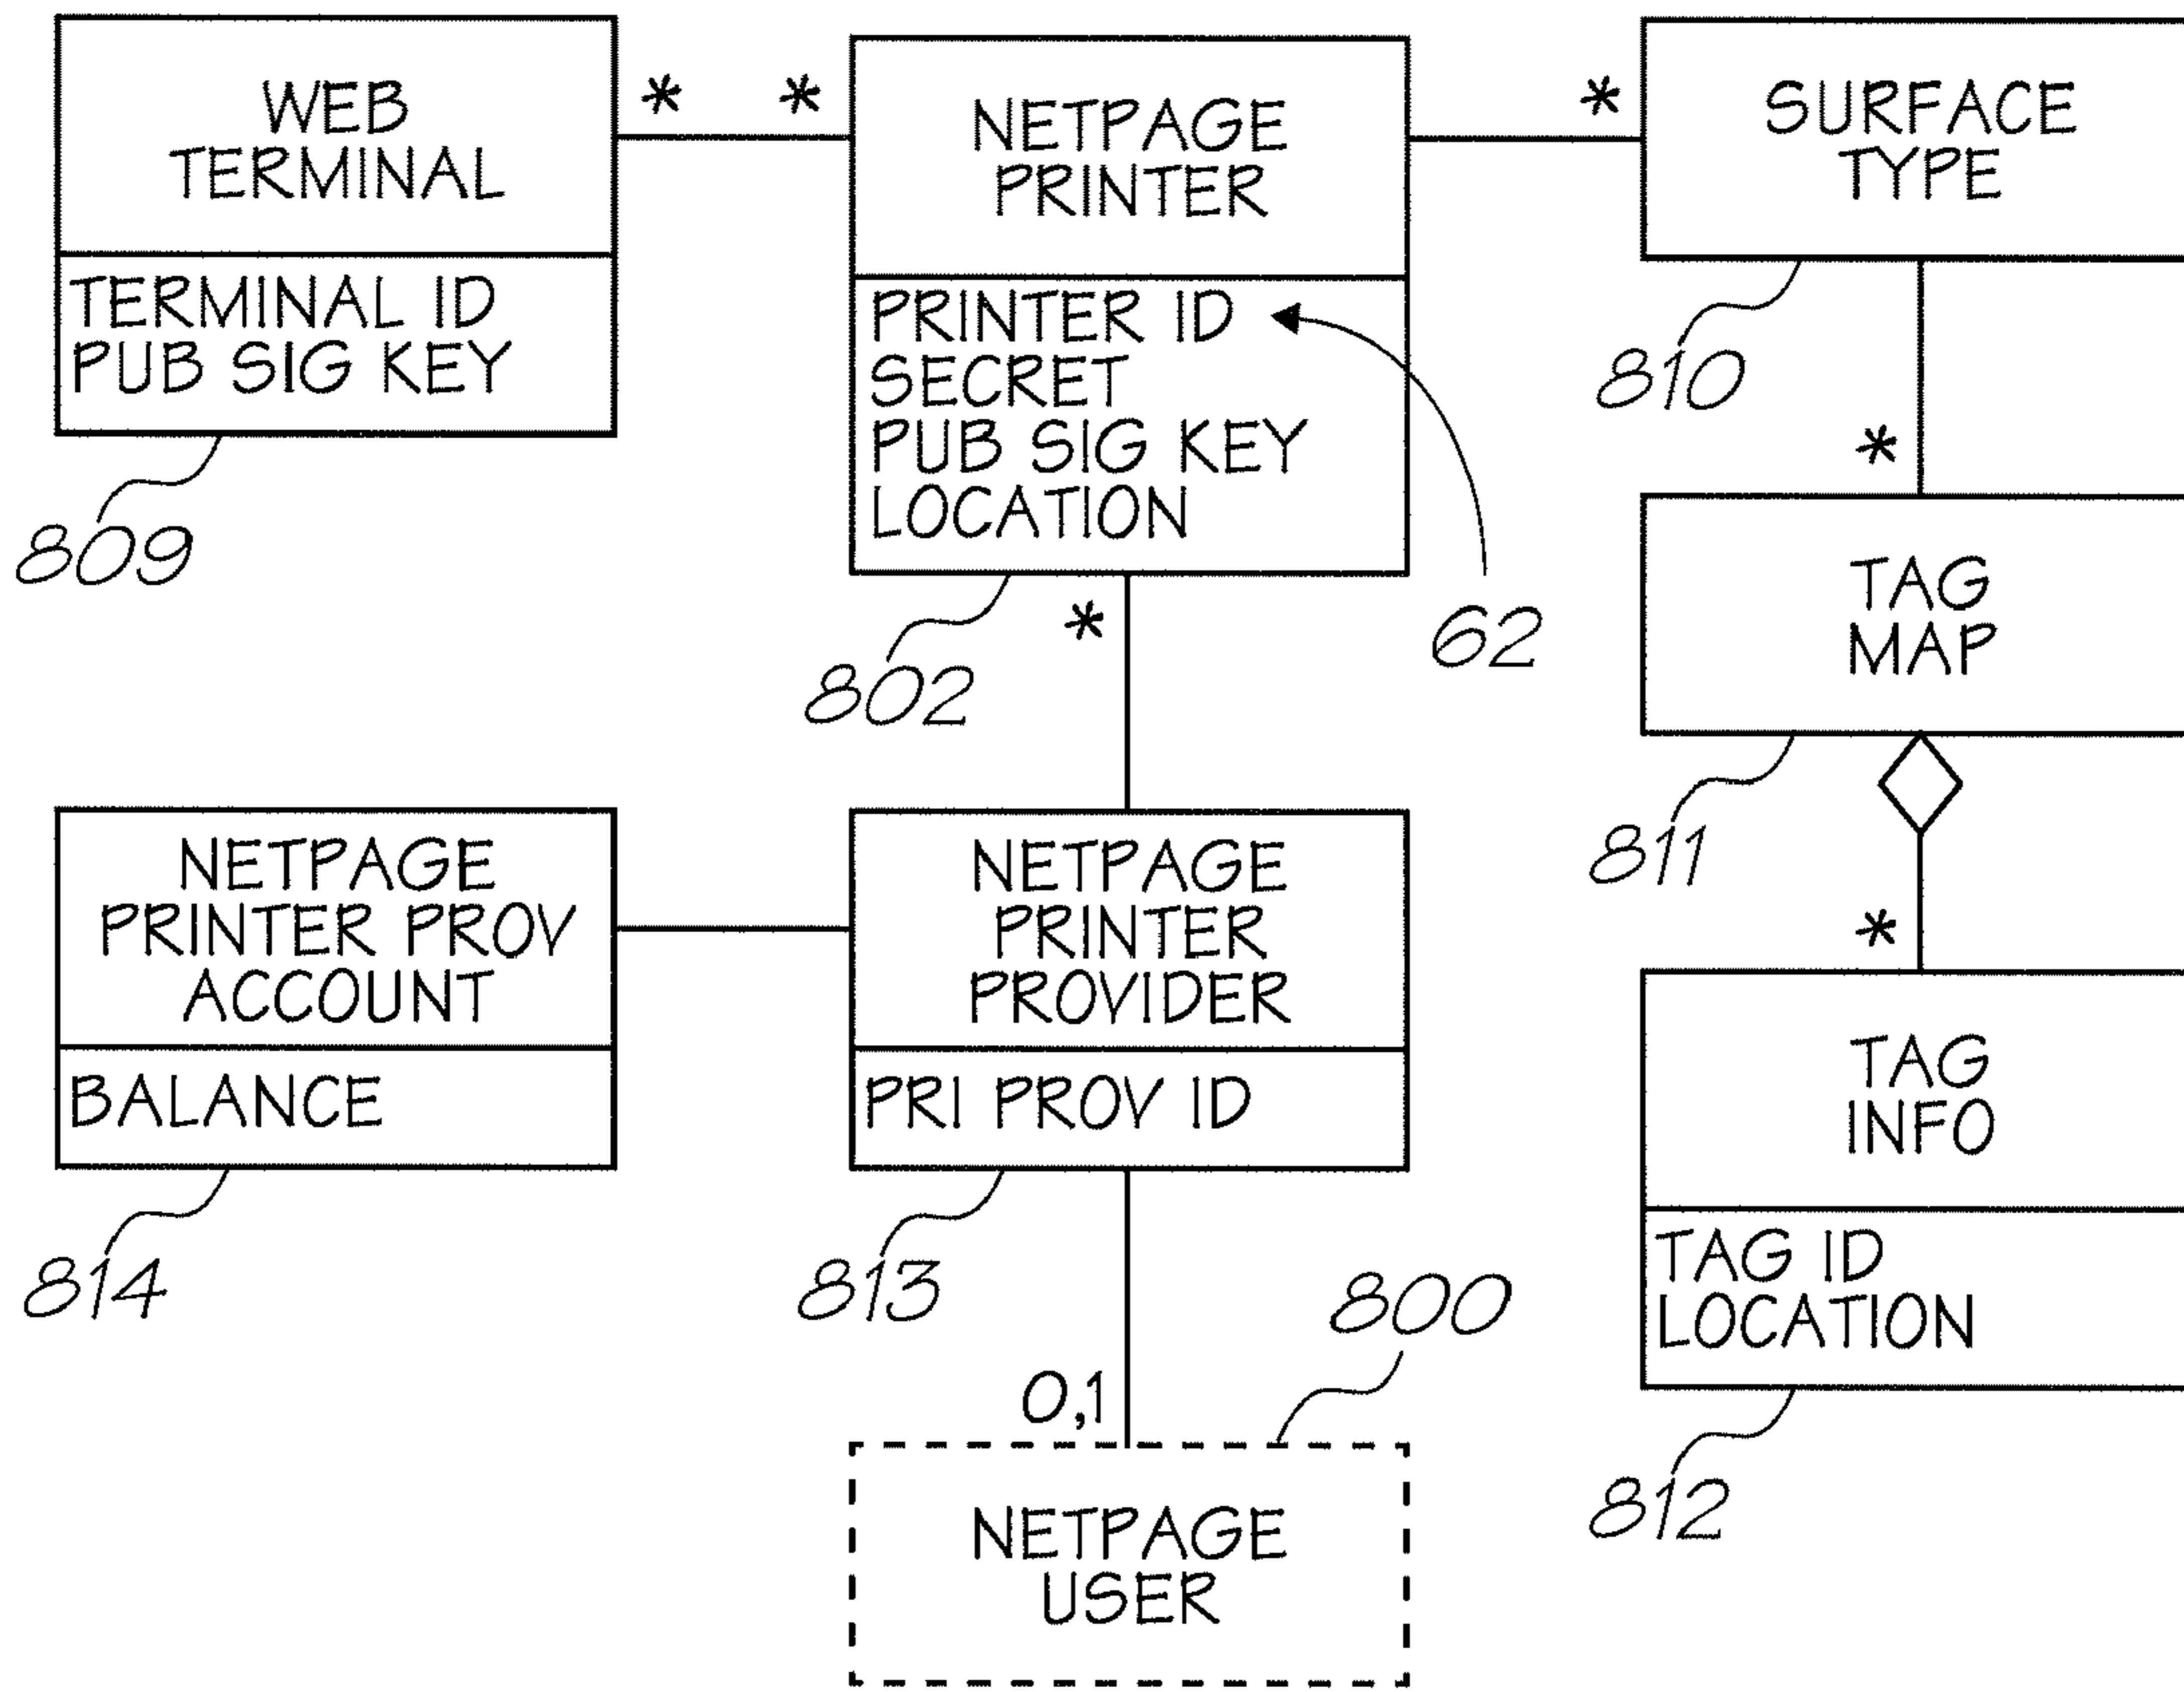 WEB
TERMINAL
TERMINAL ID
PUB SIG KEY
809
*
*
NETPAGE
PRINTER
PRINTER ID
SECRET
PUB SIG KEY
LOCATION
62
802
*
*
SURFACE
TYPE
810
*
TAG
MAP
811
*
TAG
INFO
TAG ID
LOCATION
812
NETPAGE
PRINTER PROV
ACCOUNT
BALANCE
814
NETPAGE
PRINTER
PROVIDER
PRI PROV ID
813
800
0,1
NETPAGE
USER